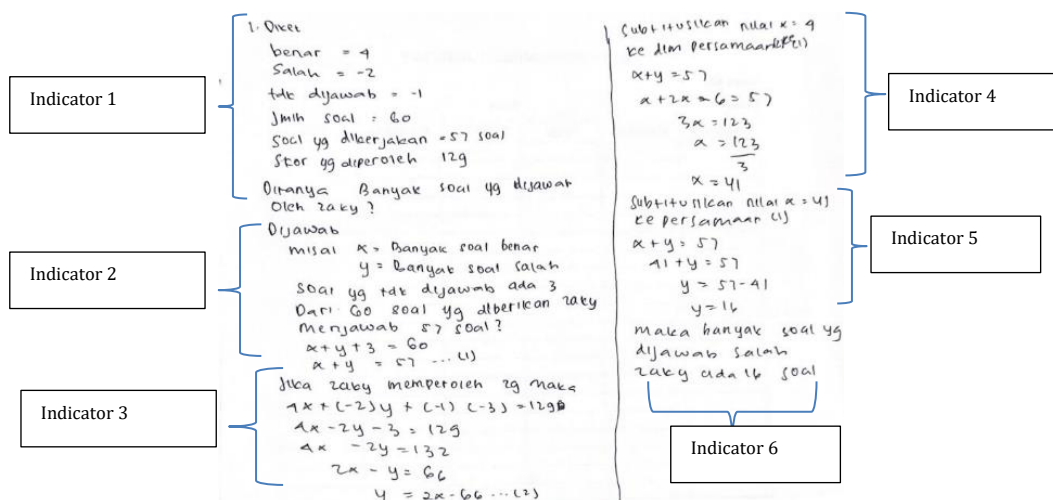 Indicator 1
1. Diket
benar = 4
Salah = -2
tdk dijawab = -1
Jmlh soal = 60
Soal yg dikerjakan = 57 soal
Skor yg diperoleh 129
Ditanya Banyak soal yg dijawab
Oleh zaky ?
Indicator 2
Dijawab
misal x = Banyak soal benar
y = Banyak soal salah
Soal yg tdk dijawab ada 3
Dari 60 soal yg diberikan zaky
Menjawab 57 soal?
x + y + 3 = 60
x + y = 57 ... (1)
Indicator 3
Jika zaky memperoleh 29 maka
4x + (-2)y + (-1) (-3) = 129
4x - 2y - 3 = 129
4x - 2y = 132
2x - y = 66
y = 2x - 66 ... (2)
Subtitusikan nilai x = 4
ke dlm persamaan (1)
x + y = 57
x + 2x - 6 = 57
3x = 123
x = 123
3
x = 41
Indicator 4
Subtitusikan nilai x = 41
ke persamaan (1)
x + y = 57
41 + y = 57
y = 57 - 41
y = 16
Indicator 5
maka banyak soal yg
dijawab salah
zaky ada 16 soal
Indicator 6